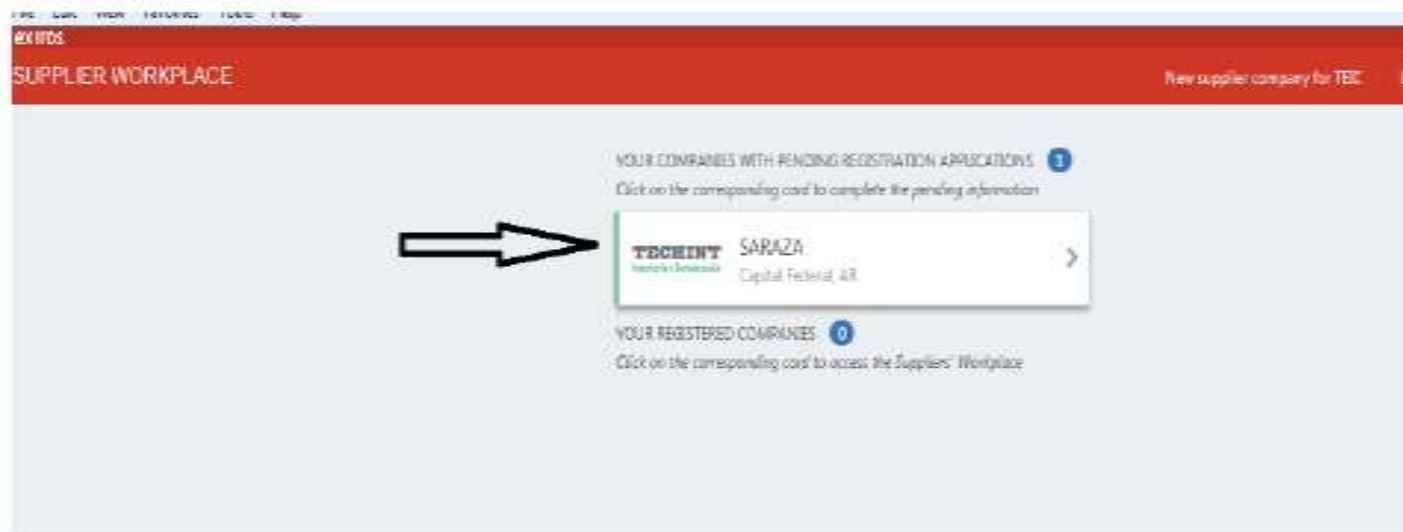 exiros
SUPPLIER WORKPLACE
New supplier company for TEIC
YOUR COMPANIES WITH PENDING REGISTRATION APPLICATIONS
Click on the corresponding card to complete the pending information
TECHINT
SARAZA
Capital Federal, AR
YOUR REGISTERED COMPANIES 0
Click on the corresponding card to access the Suppliers' Workplace